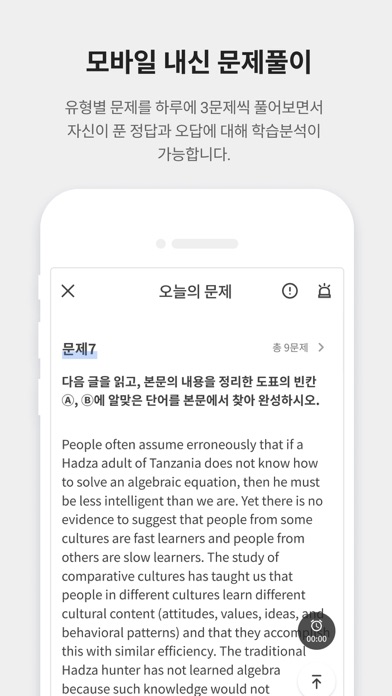 모바일 내신 문제풀이
유형별 문제를 하루에 3문제씩 풀어보면서
자신이 푼 정답과 오답에 대해 학습분석이
가능합니다.
오늘의 문제
문제7
총 9문제
다음 글을 읽고, 본문의 내용을 정리한 도표의 빈칸
Ⓐ, Ⓑ에 알맞은 단어를 본문에서 찾아 완성하시오.
People often assume erroneously that if a
Hadza adult of Tanzania does not know how
to solve an algebraic equation, then he must
be less intelligent than we are. Yet there is no
evidence to suggest that people from some
cultures are fast learners and people from
others are slow learners. The study of
comparative cultures has taught us that
people in different cultures learn different
cultural content (attitudes, values, ideas, and
behavioral patterns) and that they accomplish
this with similar efficiency. The traditional
Hadza hunter has not learned algebra
because such knowledge would not
00:00